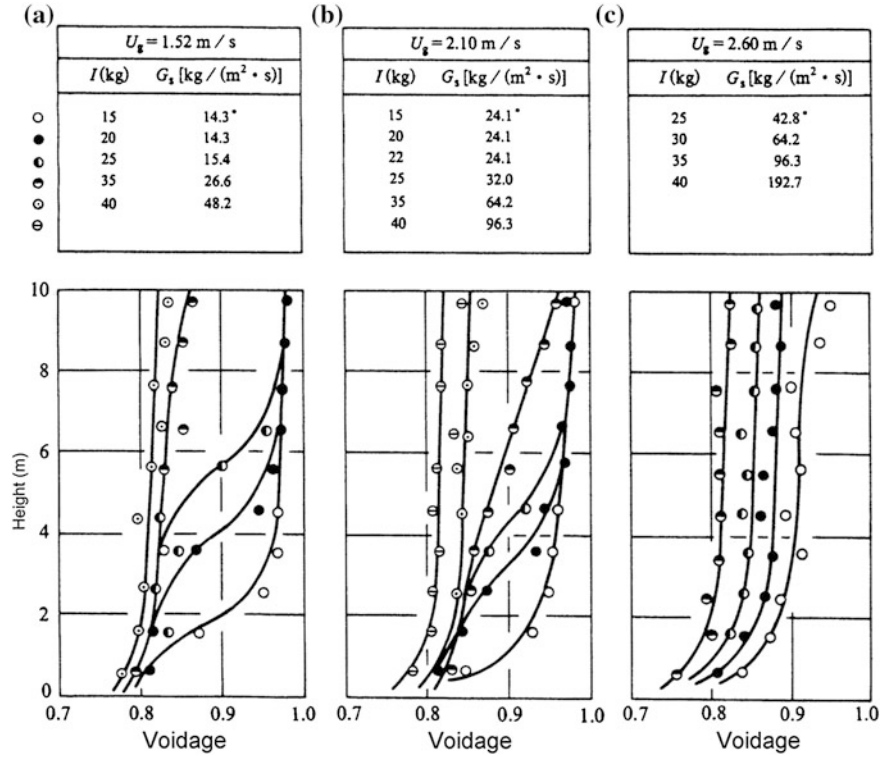 (a) (b) (c)
U_g = 1.52 m / s
I (kg) G_s [kg / (m² • s)]
15 14.3*
20 14.3
25 15.4
35 26.6
40 48.2
U_g = 2.10 m / s
I (kg) G_s [kg / (m² • s)]
15 24.1*
20 24.1
22 24.1
25 32.0
35 64.2
40 96.3
U_g = 2.60 m / s
I (kg) G_s [kg / (m² • s)]
25 42.8*
30 64.2
35 96.3
40 192.7
Height (m)
10
8
6
4
2
0
0.7 0.8 0.9 1.0
Voidage
0.7 0.8 0.9 1.0
Voidage
0.7 0.8 0.9 1.0
Voidage